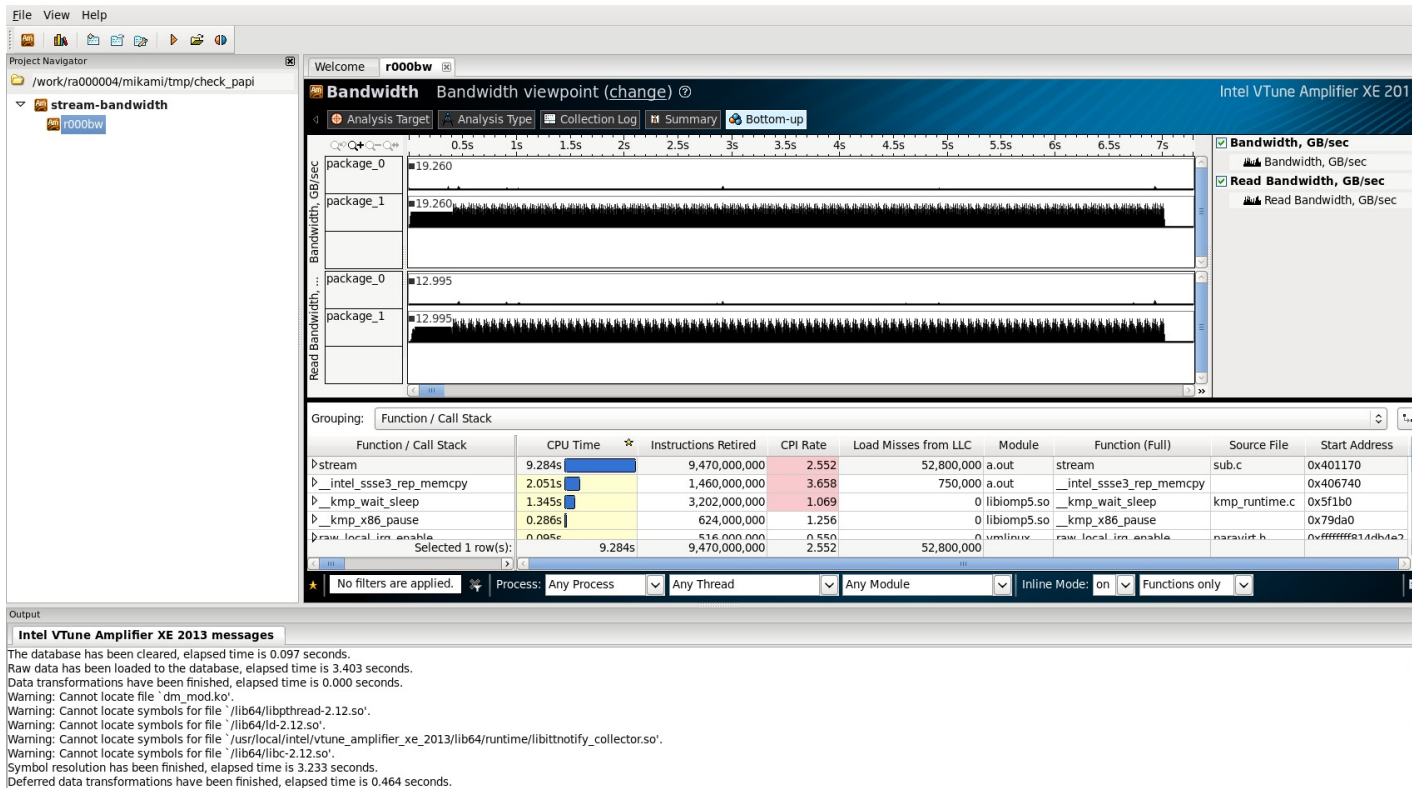 File View Help
Project Navigator
/work/ra000004/mikami/tmp/check_papi
stream-bandwidth
r000bw
Welcome r000bw
Bandwidth Bandwidth viewpoint (change) Intel VTune Amplifier XE 201
Analysis Target Analysis Type Collection Log Summary Bottom-up
0.5s 1s 1.5s 2s 2.5s 3s 3.5s 4s 4.5s 5s 5.5s 6s 6.5s 7s
Bandwidth, GB/sec
package_0 19.260
package_1 19.260
Read Bandwidth, ...
package_0 12.995
package_1 12.995
Bandwidth, GB/sec
Bandwidth, GB/sec
Read Bandwidth, GB/sec
Read Bandwidth, GB/sec
Grouping: Function / Call Stack
Function / Call Stack CPU Time Instructions Retired CPI Rate Load Misses from LLC Module Function (Full) Source File Start Address
stream 9.284s 9,470,000,000 2.552 52,800,000 a.out stream sub.c 0x401170
__intel_ssse3_rep_memcpy 2.051s 1,460,000,000 3.658 750,000 a.out __intel_ssse3_rep_memcpy 0x406740
__kmp_wait_sleep 1.345s 3,202,000,000 1.069 0 libiomp5.so __kmp_wait_sleep kmp_runtime.c 0x5f1b0
__kmp_x86_pause 0.286s 624,000,000 1.256 0 libiomp5.so __kmp_x86_pause 0x79da0
raw_local_irq_enable 0.095s 516,000,000 0.550 0 vmlinux raw_local_irq_enable paravirt.h 0xffffffff814db4e2
Selected 1 row(s): 9.284s 9,470,000,000 2.552 52,800,000
No filters are applied. Process: Any Process Any Thread Any Module Inline Mode: on Functions only
Output
Intel VTune Amplifier XE 2013 messages
The database has been cleared, elapsed time is 0.097 seconds.
Raw data has been loaded to the database, elapsed time is 3.403 seconds.
Data transformations have been finished, elapsed time is 0.000 seconds.
Warning: Cannot locate file `dm_mod.ko'.
Warning: Cannot locate symbols for file `/lib64/libpthread-2.12.so'.
Warning: Cannot locate symbols for file `/lib64/ld-2.12.so'.
Warning: Cannot locate symbols for file `/usr/local/intel/vtune_amplifier_xe_2013/lib64/runtime/libittnotify_collector.so'.
Warning: Cannot locate symbols for file `/lib64/libc-2.12.so'.
Symbol resolution has been finished, elapsed time is 3.233 seconds.
Deferred data transformations have been finished, elapsed time is 0.464 seconds.